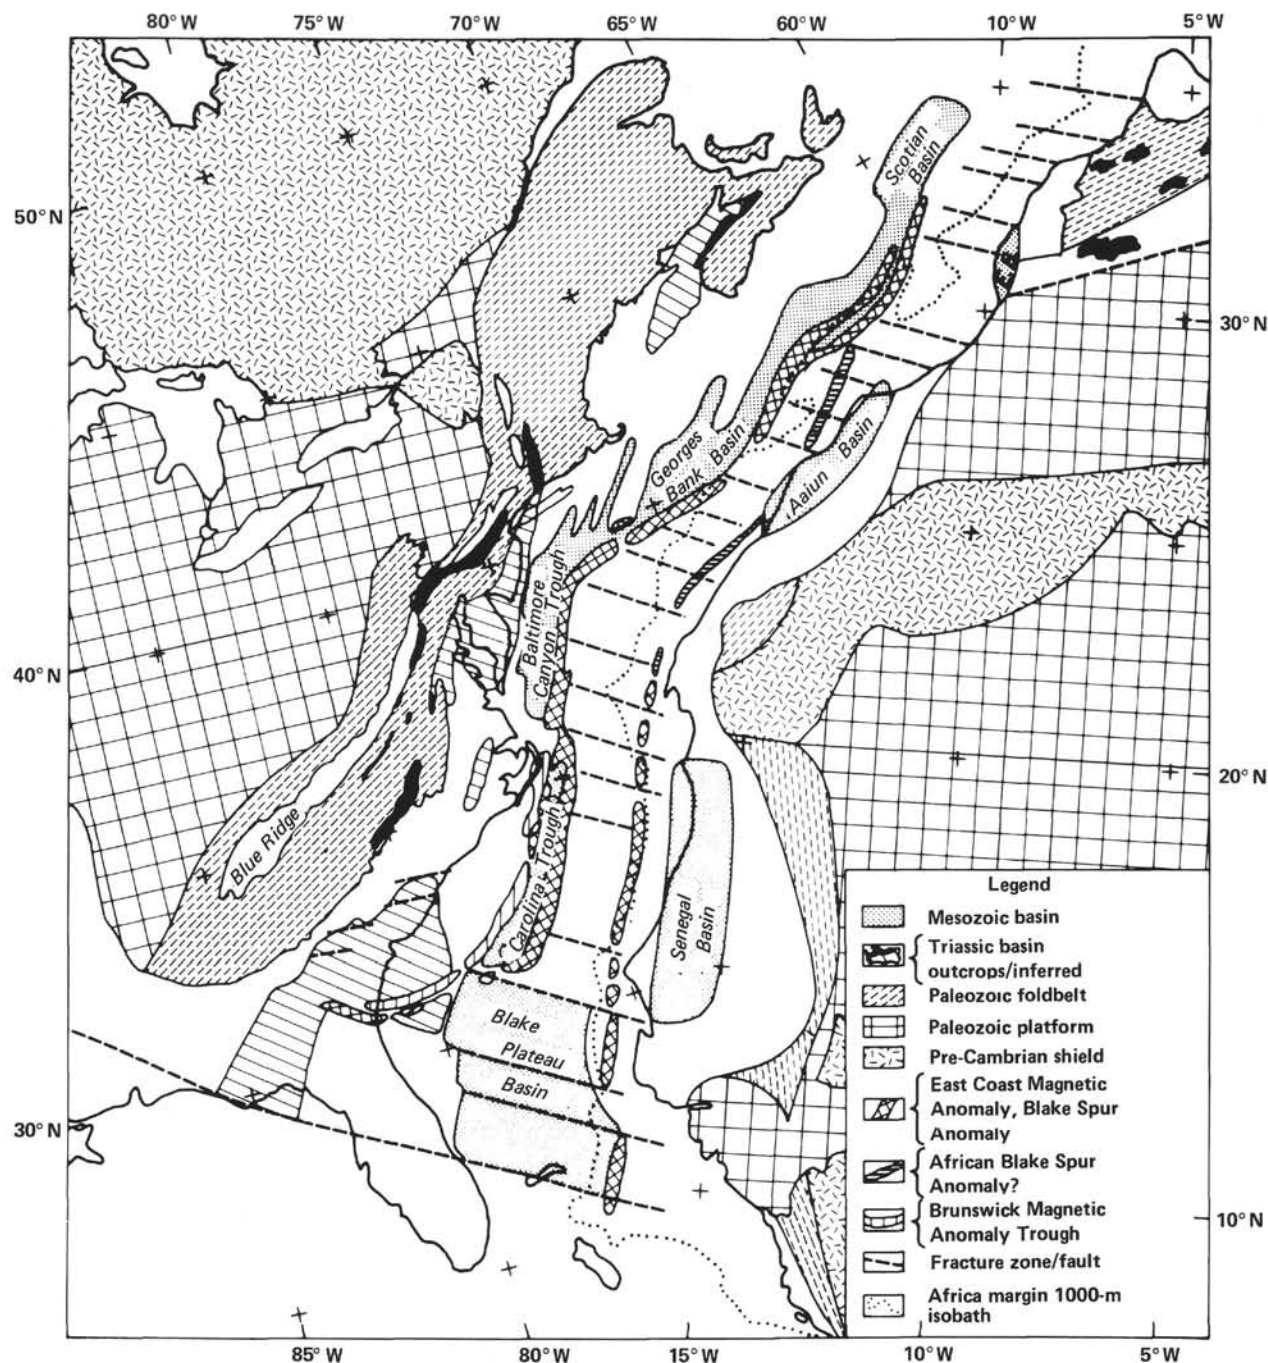 80°W 75°W 70°W 65°W 60°W 10°W 5°W
50°N
40°N
30°N
30°N
20°N
10°N
Scotian
Basin
Georges
Bank Basin
Aaiun Basin
Baltimore
Canyon Trough
Blue Ridge
Carolina Trough
Senegal
Basin
Blake
Plateau
Basin
Legend
Mesozoic basin
Triassic basin
outcrops/inferred
Paleozoic foldbelt
Paleozoic platform
Pre-Cambrian shield
East Coast Magnetic
Anomaly, Blake Spur
Anomaly
African Blake Spur
Anomaly?
Brunswick Magnetic
Anomaly Trough
Fracture zone/fault
Africa margin 1000-m
isobath
85°W 80°W 15°W 10°W 5°W